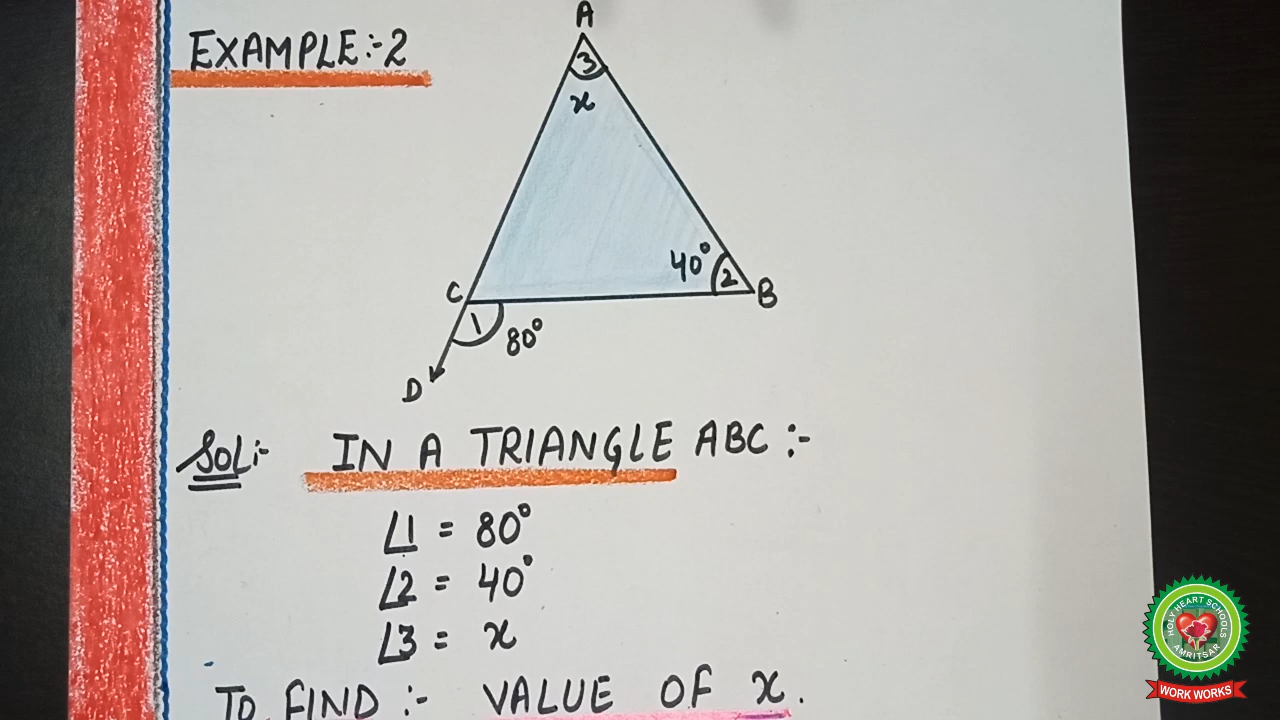 EXAMPLE:-2
A
3
x
40°
2
C
B
1
80°
D
SOL:- IN A TRIANGLE ABC :-
∠1 = 80°
∠2 = 40°
∠3 = x
TO FIND :- VALUE OF x.
HOLY HEART SCHOOLS
AMRITSAR
WORK WORKS